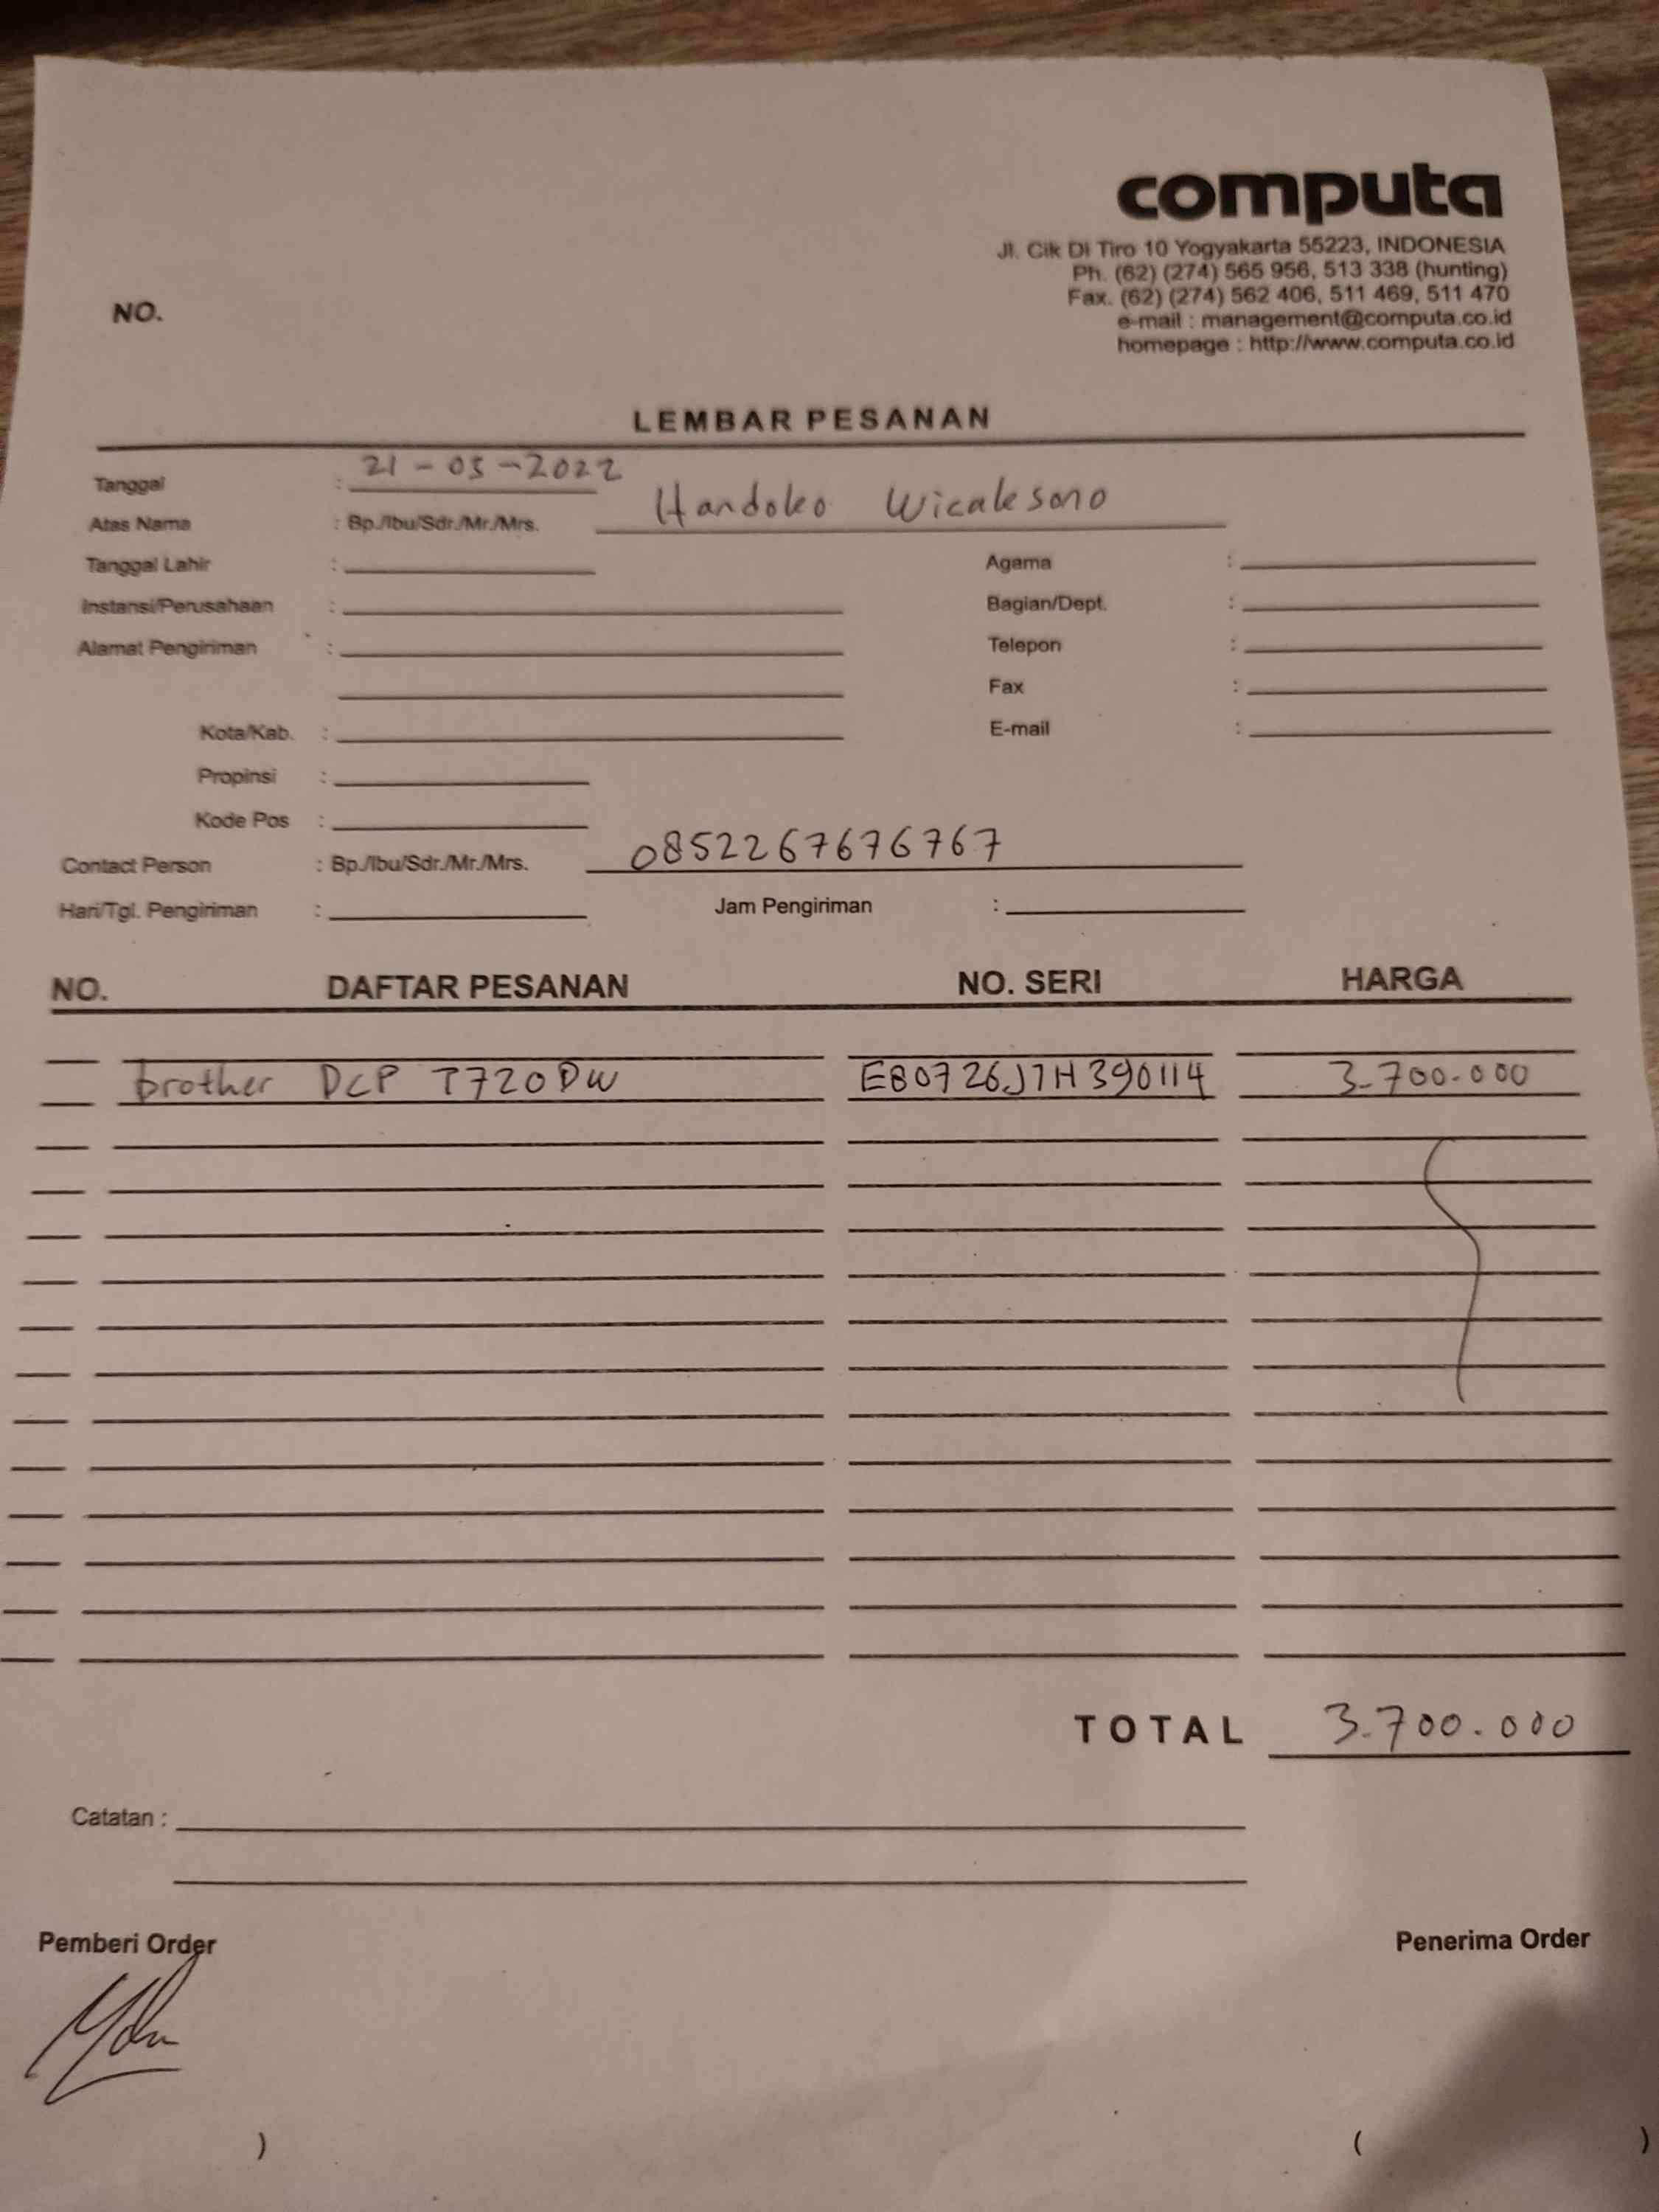 computa
Jl. Cik Di Tiro 10 Yogyakarta 55223, INDONESIA
Ph. (62) (274) 565 956, 513 338 (hunting)
Fax. (62) (274) 562 406, 511 469, 511 470
e-mail : management@computa.co.id
homepage : http://www.computa.co.id
NO.
LEMBAR PESANAN
Tanggal : 21-05-2022
Atas Nama : Bp./Ibu/Sdr./Mr./Mrs. Handoko Wicaksono
Tanggal Lahir : Agama :
Instansi/Perusahaan : Bagian/Dept. :
Alamat Pengiriman : Telepon :
Fax :
Kota/Kab. : E-mail :
Propinsi :
Kode Pos :
Contact Person : Bp./Ibu/Sdr./Mr./Mrs. 085226767676767
Hari/Tgl. Pengiriman : Jam Pengiriman :
NO. DAFTAR PESANAN NO. SERI HARGA
brother DCP T720DW E80726J1H390114 3.700.000
TOTAL 3.700.000
Catatan :
Pemberi Order Penerima Order
) ( )